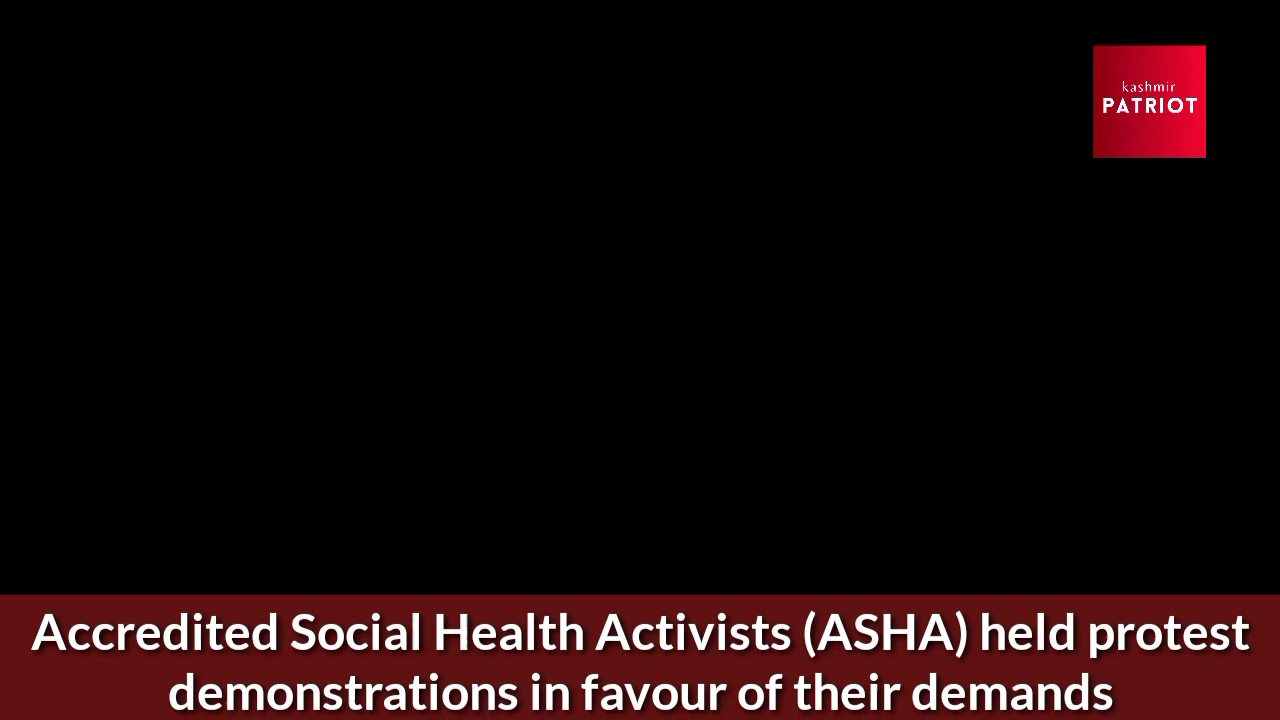 kashmir
PATRIOT
Accredited Social Health Activists (ASHA) held protest
demonstrations in favour of their demands